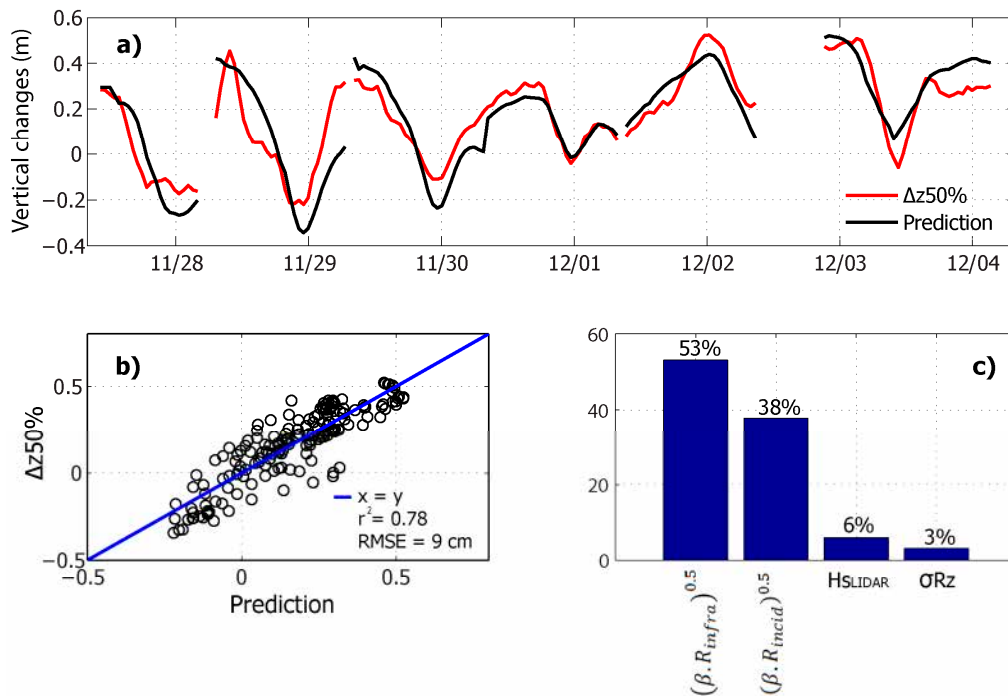 a)
Vertical changes (m)
0.6
0.4
0.2
0
−0.2
−0.4
Δz50%
Prediction
11/28
11/29
11/30
12/01
12/02
12/03
12/04
b)
Δz50%
0.5
0
−0.5
x = y
r²= 0.78
RMSE = 9 cm
−0.5
0
0.5
Prediction
c)
60
40
20
0
53%
38%
6%
3%
(β.R_infra)^0.5
(β.R_incid)^0.5
HSLIDAR
σRz